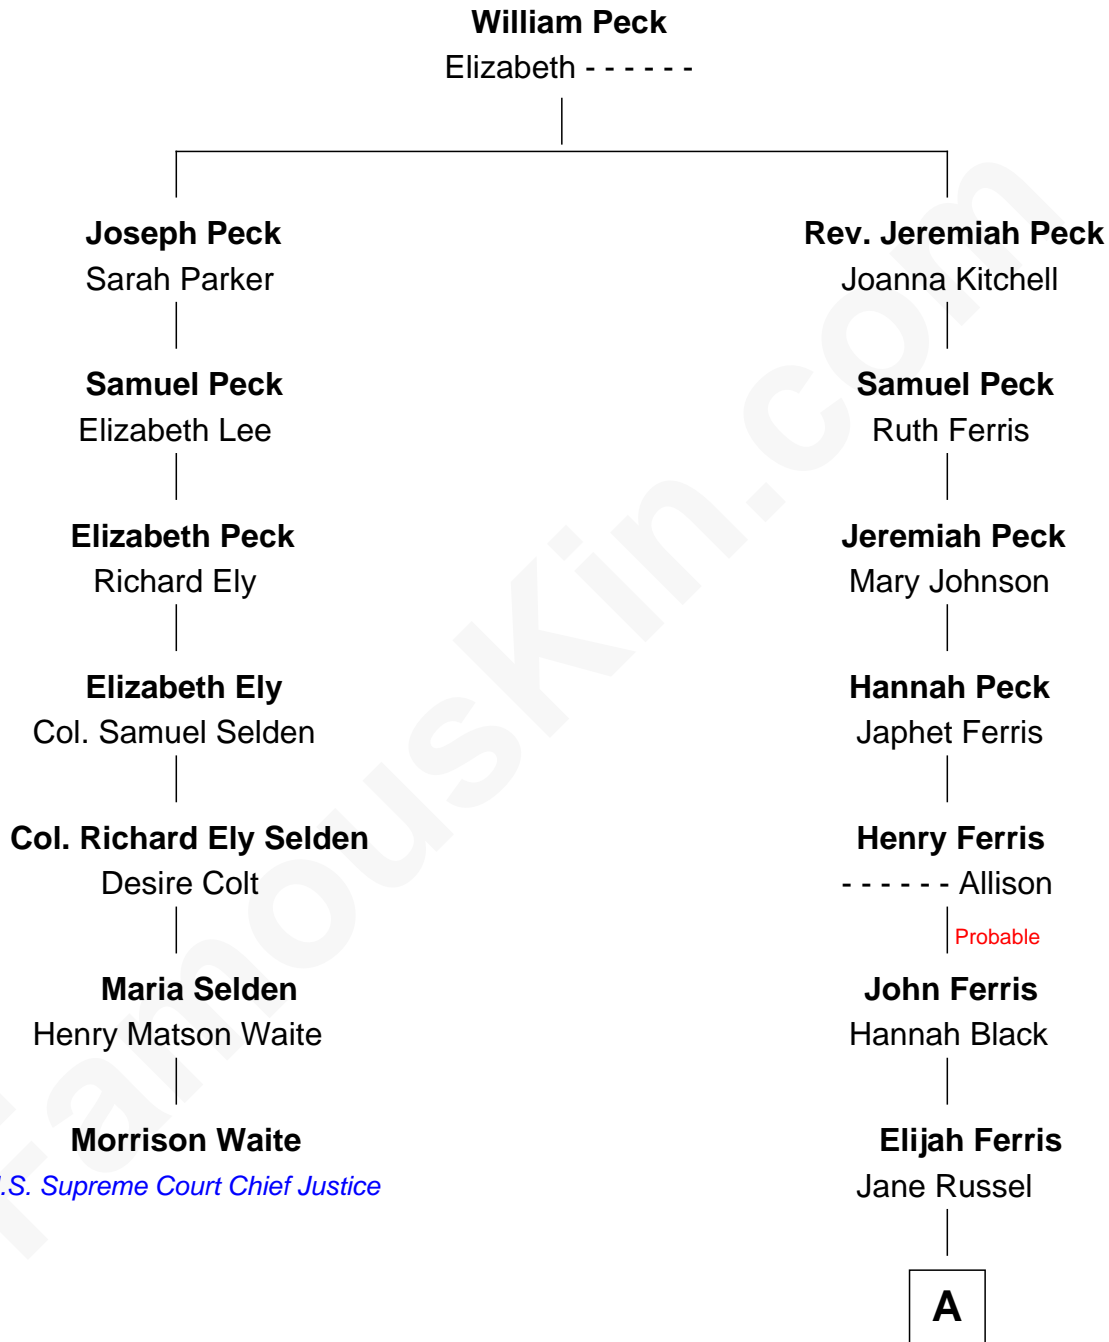 William Peck
Elizabeth - - - - - -
Joseph Peck
Sarah Parker
Rev. Jeremiah Peck
Joanna Kitchell
Samuel Peck
Elizabeth Lee
Samuel Peck
Ruth Ferris
Elizabeth Peck
Richard Ely
Jeremiah Peck
Mary Johnson
Elizabeth Ely
Col. Samuel Selden
Hannah Peck
Japhet Ferris
Col. Richard Ely Selden
Desire Colt
Henry Ferris
- - - - - - Allison
Probable
Maria Selden
Henry Matson Waite
John Ferris
Hannah Black
Morrison Waite
.S. Supreme Court Chief Justice
Elijah Ferris
Jane Russel
A
FamousKin.com